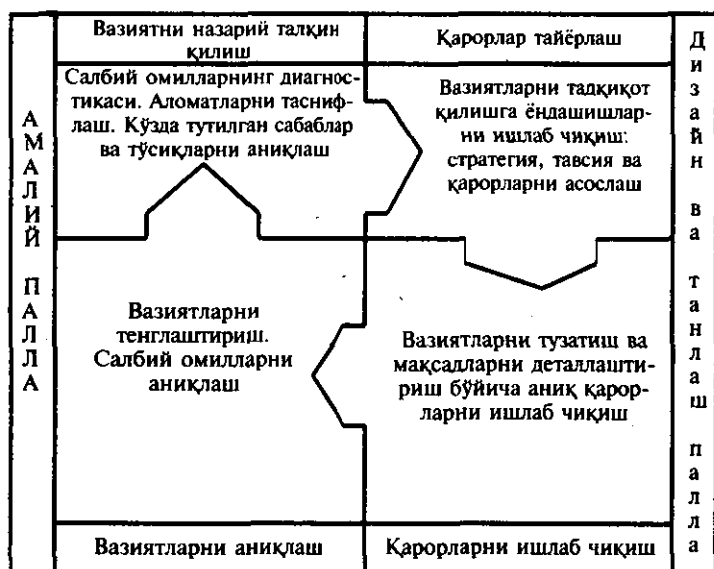 АМАЛИЙ ПАЛЛА
Вазиятни назарий талқин
қилиш
Қарорлар тайёрлаш
Салбий омилларнинг диагнос-
тикаси. Аломатларни тасниф-
лаш. Кўзда тутилган сабаблар
ва тўсиқларни аниқлаш
Вазиятларни тадқиқот
қилишга ёндашишлар-
ни ишлаб чиқиш:
стратегия, тавсия ва
қарорларни асослаш
Вазиятларни
тенглаштириш.
Салбий омилларни
аниқлаш
Вазиятларни тузатиш ва
мақсадларни деталлашти-
риш бўйича аниқ қарор-
ларни ишлаб чиқиш
Вазиятларни аниқлаш
Қарорларни ишлаб чиқиш
Дизайн ва танлаш палла